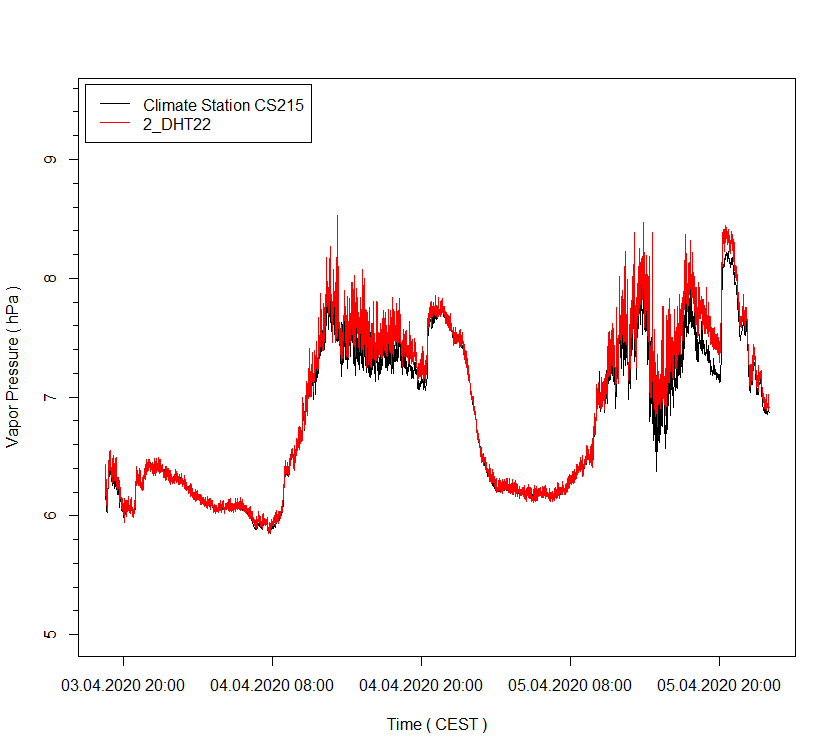 Climate Station CS215
2_DHT22
9
8
7
6
5
Vapor Pressure ( hPa )
03.04.2020 20:00
04.04.2020 08:00
04.04.2020 20:00
05.04.2020 08:00
05.04.2020 20:00
Time ( CEST )